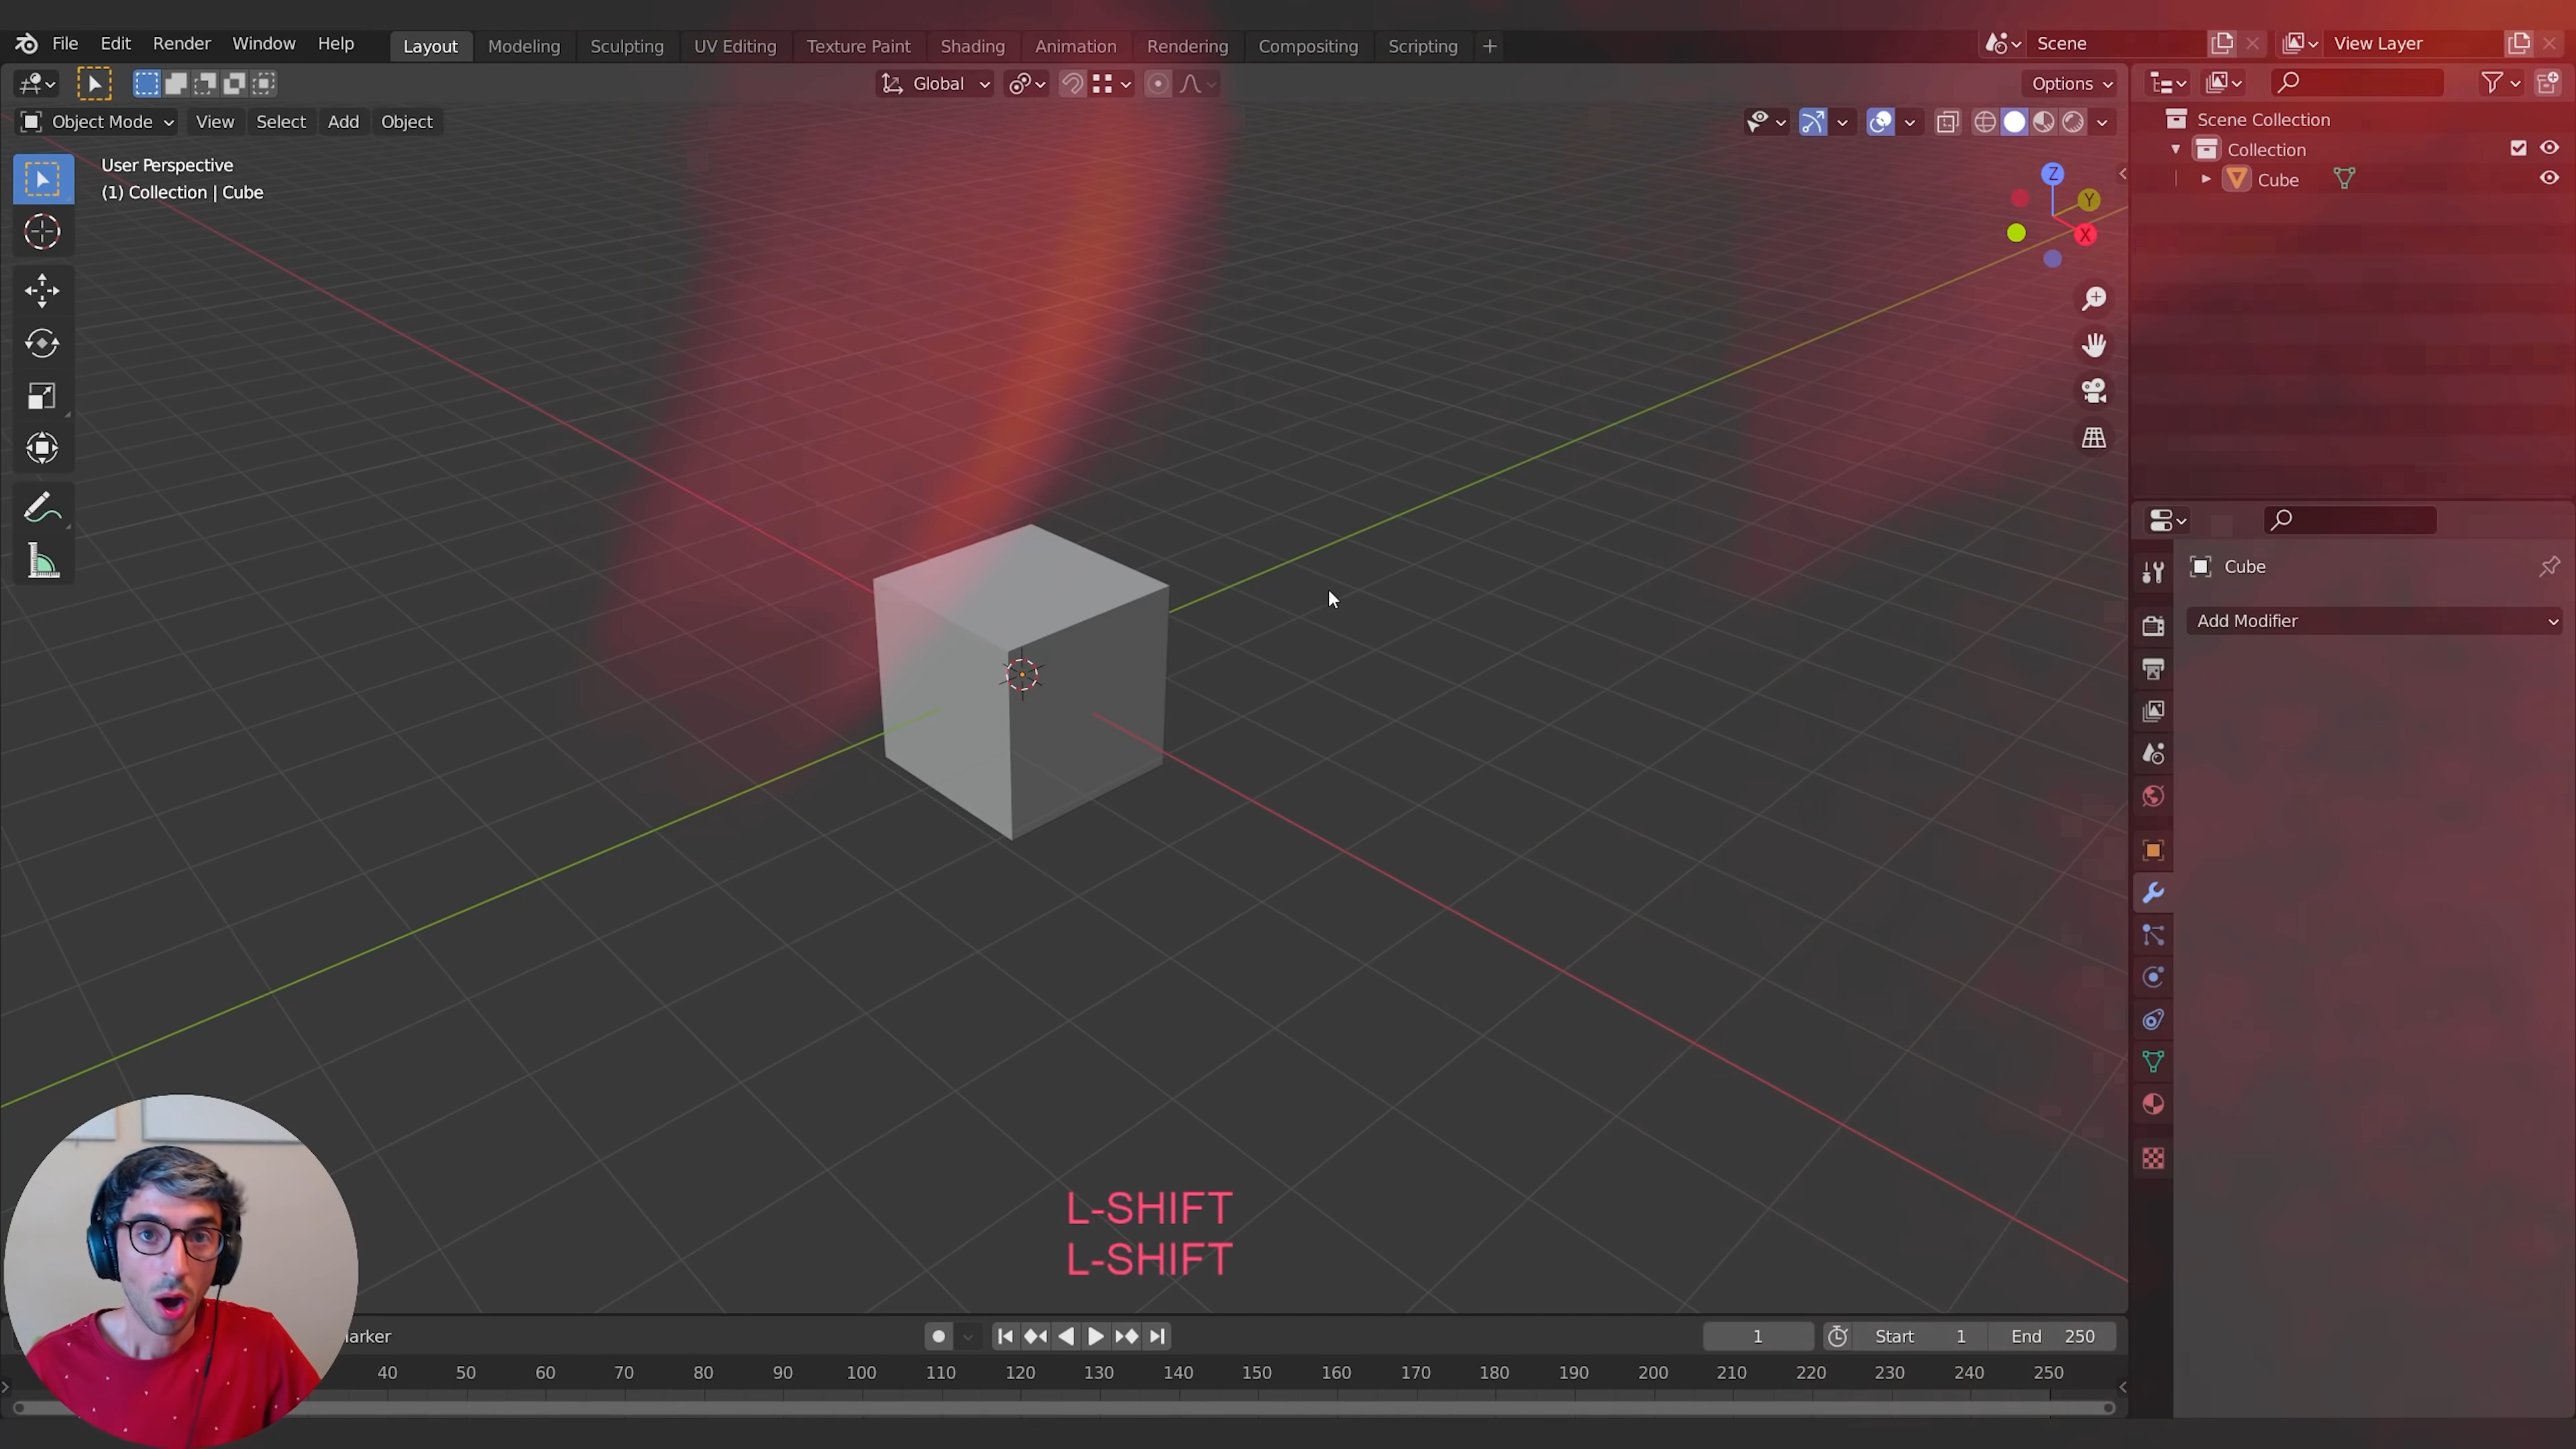 File Edit Render Window Help Layout Modeling Sculpting UV Editing Texture Paint Shading Animation Rendering Compositing Scripting + Scene View Layer
Global Options
Object Mode View Select Add Object
User Perspective
(1) Collection | Cube
Z
Y
X
Scene Collection
Collection
Cube
Cube
Add Modifier
L-SHIFT
L-SHIFT
1 Start 1 End 250
40 50 60 70 80 90 100 110 120 130 140 150 160 170 180 190 200 210 220 230 240 250